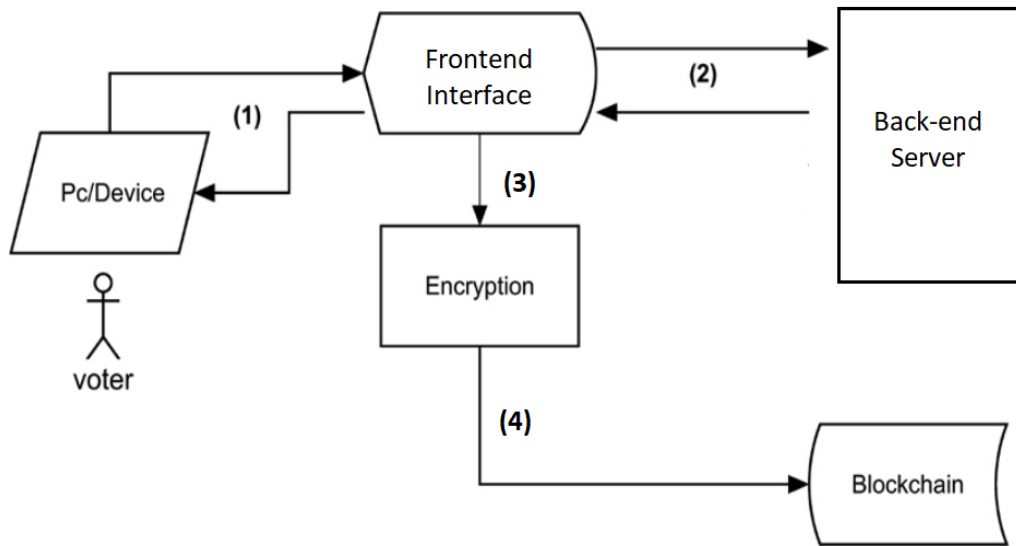 Frontend
Interface
(2)
(1)
Back-end
Server
Pc/Device
(3)
Encryption
voter
(4)
Blockchain